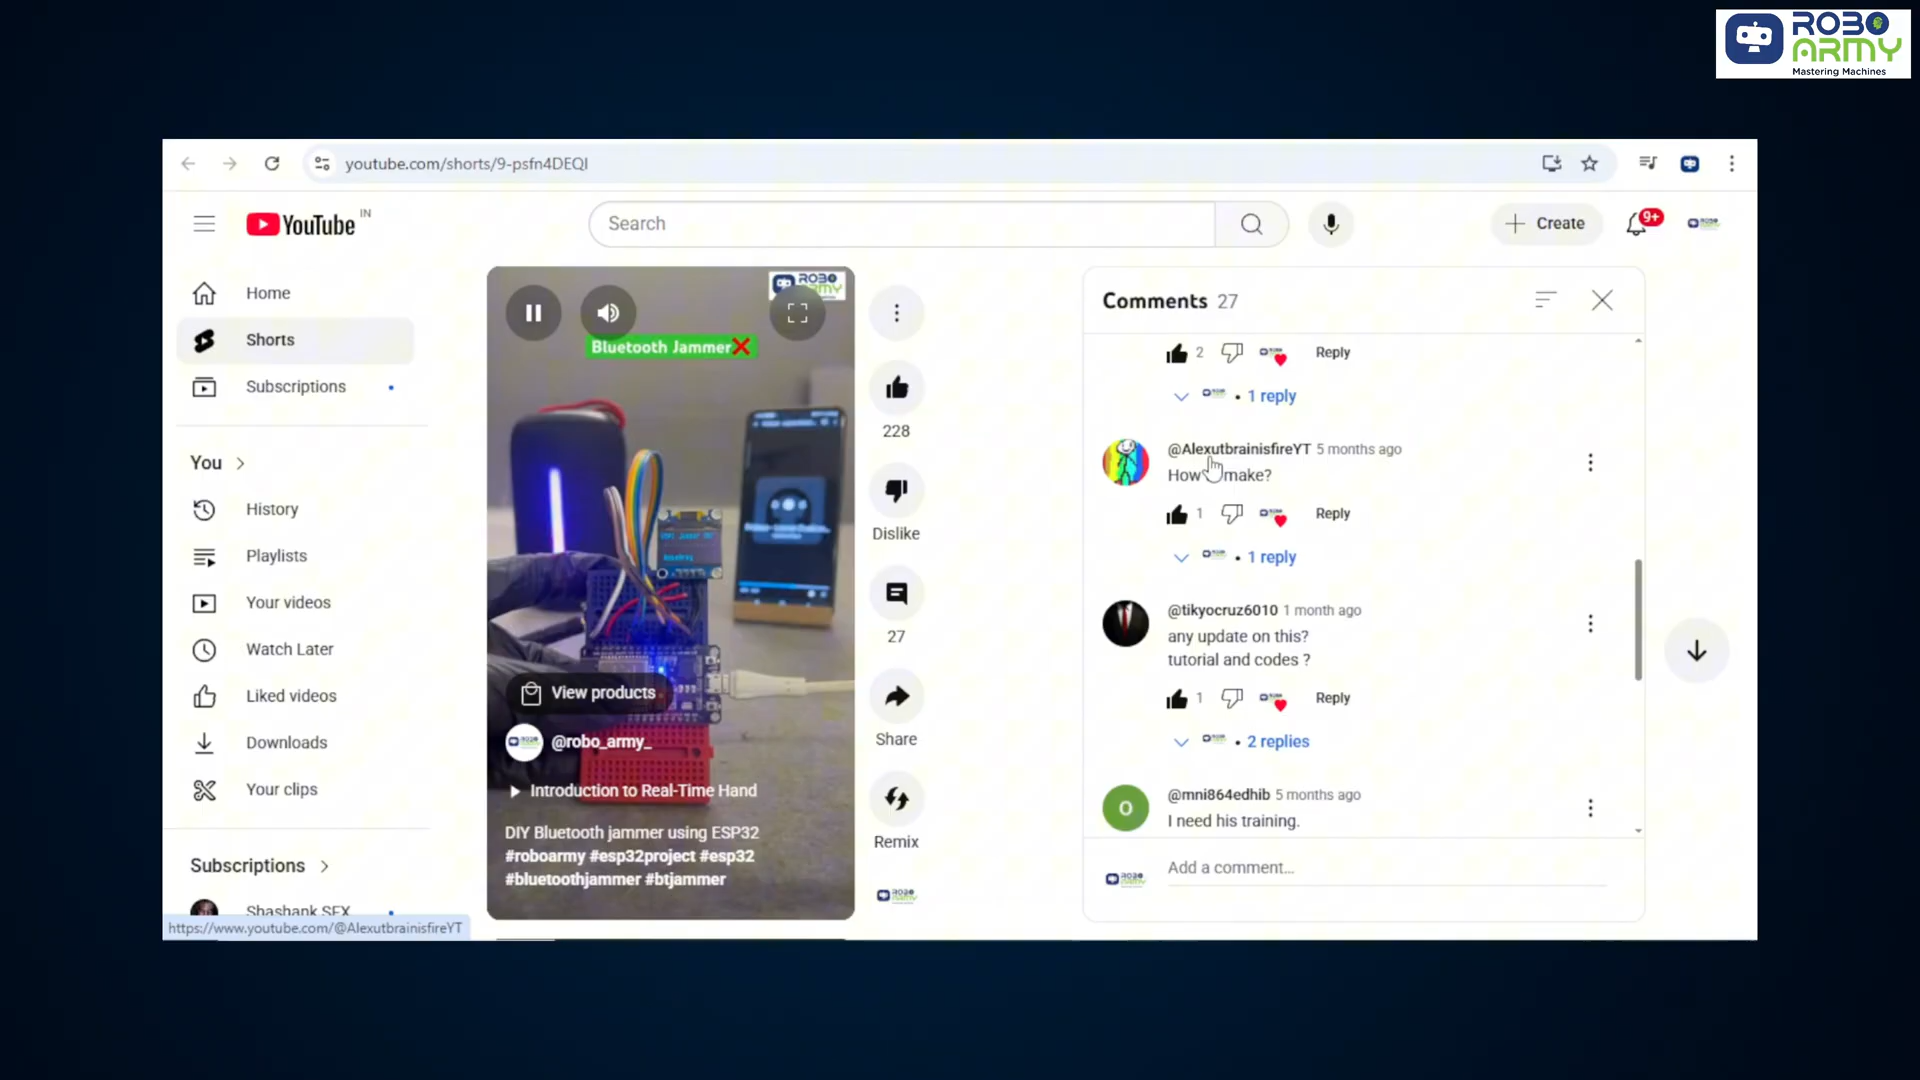 ROBO
ARMY
Mastering Machines
youtube.com/shorts/9-psfn4DEQI
YouTube IN
Search
Create
9+
Home
Shorts
Subscriptions
You
History
Playlists
Your videos
Watch Later
Liked videos
Downloads
Your clips
Subscriptions
Shashank SFX
https://www.youtube.com/@AlexutbrainisfireYT
ROBO
ARMY
Bluetooth Jammer
View products
@robo_army_
Introduction to Real-Time Hand
DIY Bluetooth jammer using ESP32
#roboarmy #esp32project #esp32
#bluetoothjammer #btjammer
228
Dislike
27
Share
Remix
Comments 27
2 Reply
1 reply
@AlexutbrainisfireYT 5 months ago
How make?
1 Reply
1 reply
@tikyocruz6010 1 month ago
any update on this?
tutorial and codes ?
1 Reply
2 replies
O
@mni864edhib 5 months ago
I need his training.
Add a comment...